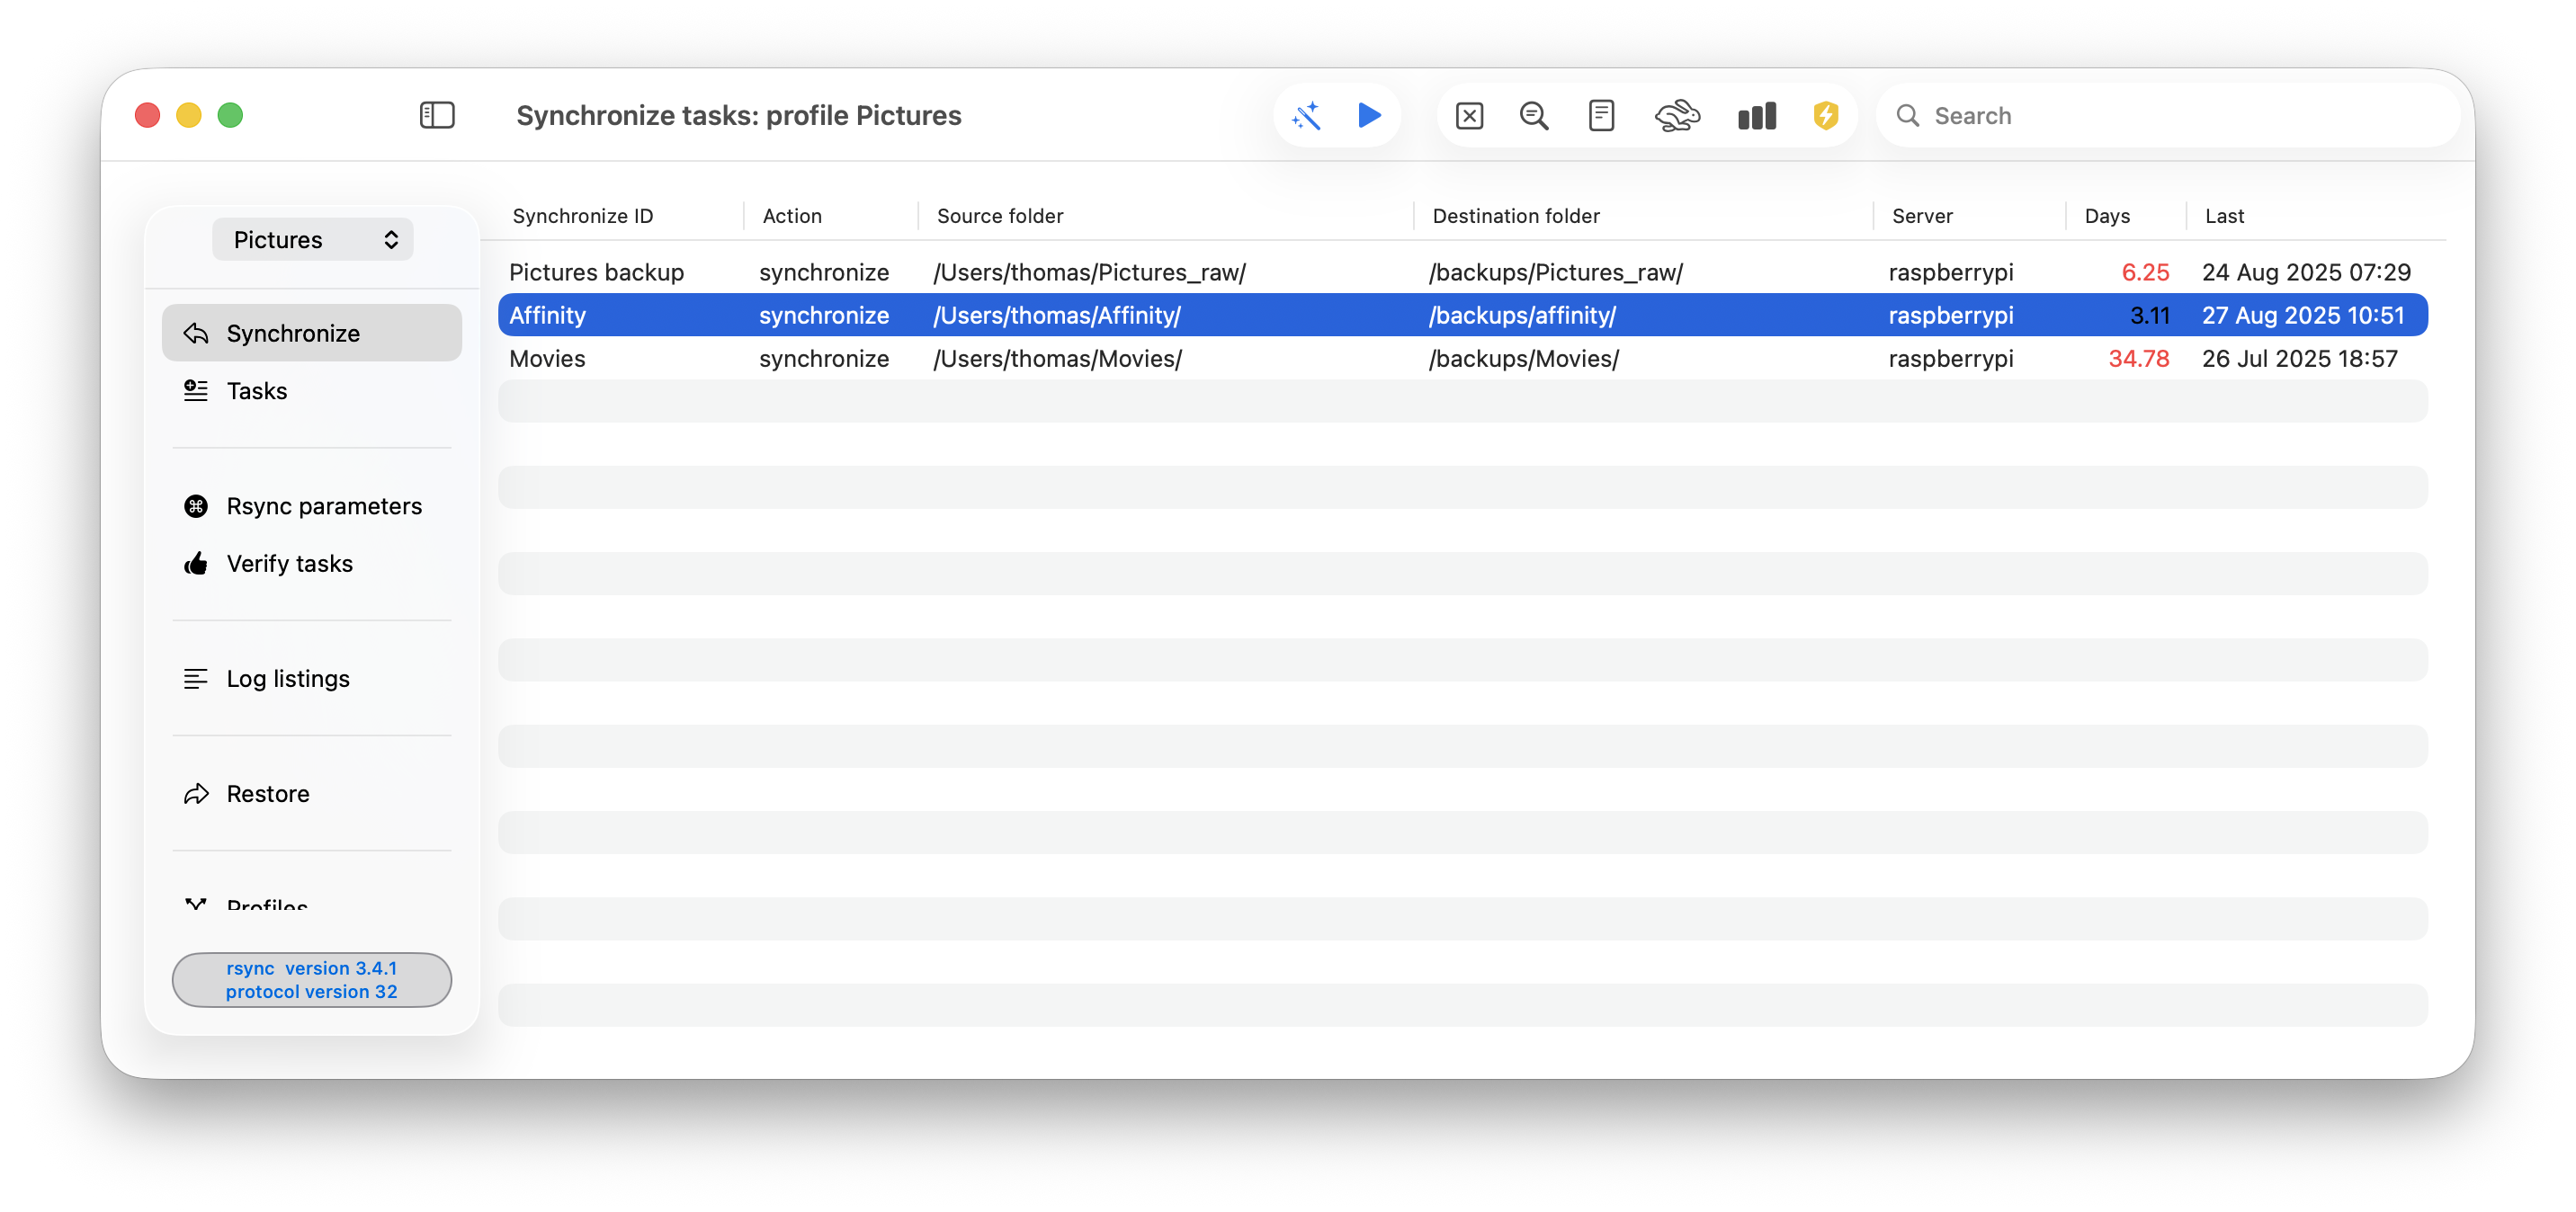 Synchronize tasks: profile Pictures
Search
Pictures
Synchronize
Tasks
Rsync parameters
Verify tasks
Log listings
Restore
Profiles
rsync version 3.4.1
protocol version 32
Synchronize ID Action Source folder Destination folder Server Days Last
Pictures backup synchronize /Users/thomas/Pictures_raw/ /backups/Pictures_raw/ raspberrypi 6.25 24 Aug 2025 07:29
Affinity synchronize /Users/thomas/Affinity/ /backups/affinity/ raspberrypi 3.11 27 Aug 2025 10:51
Movies synchronize /Users/thomas/Movies/ /backups/Movies/ raspberrypi 34.78 26 Jul 2025 18:57